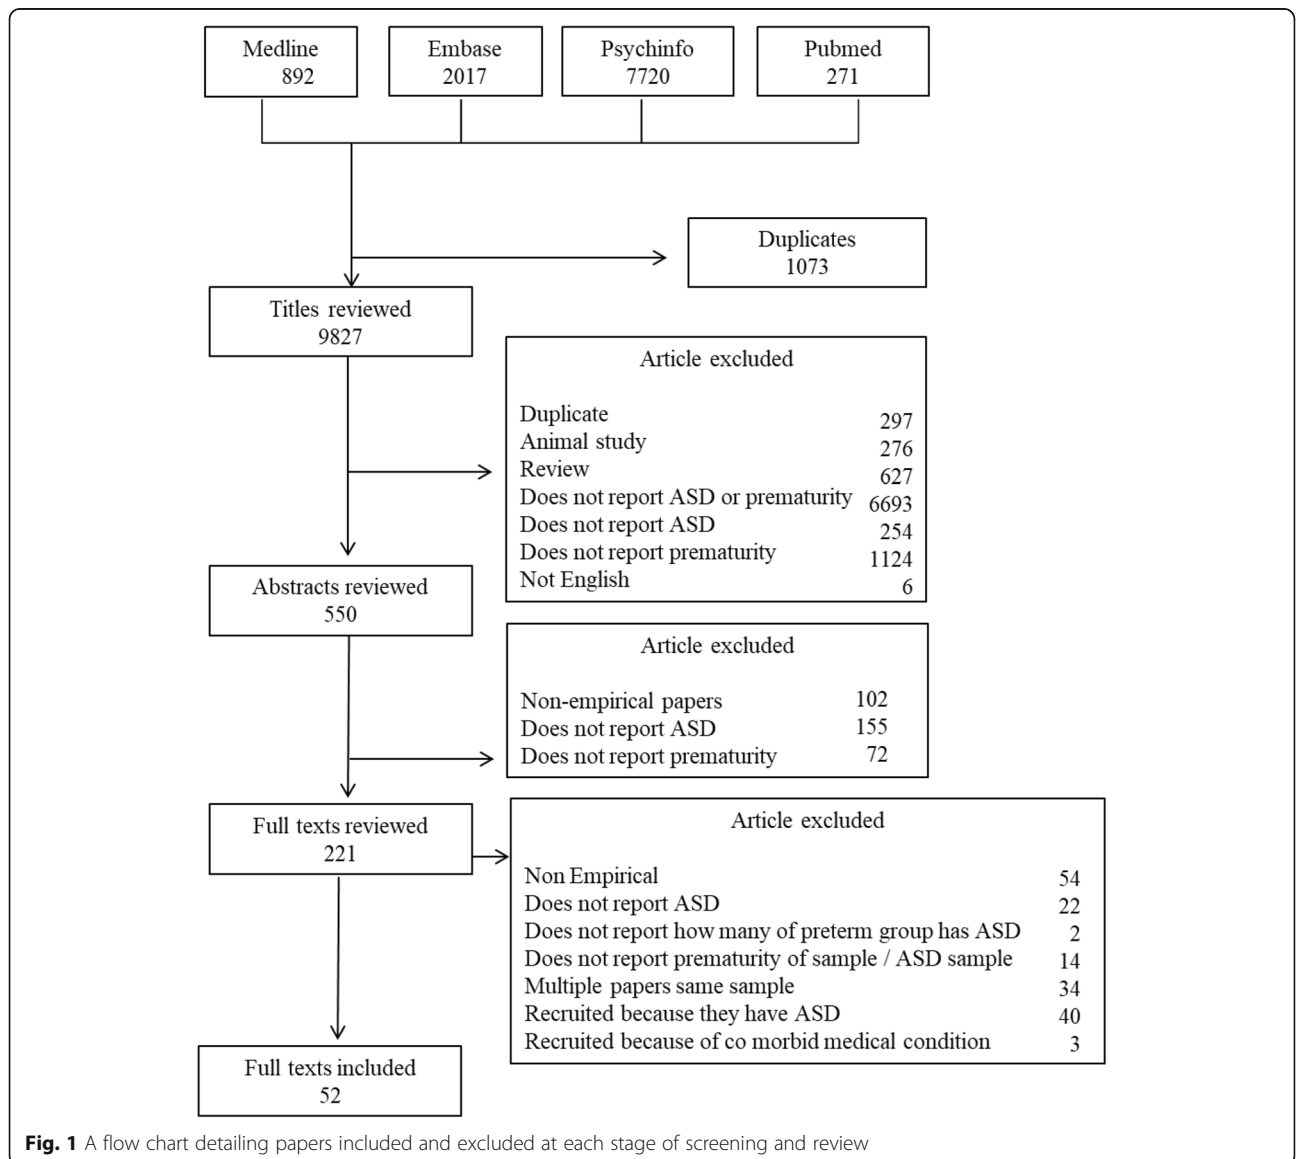 Medline
892
Embase
2017
Psychinfo
7720
Pubmed
271
Duplicates
1073
Titles reviewed
9827
Article excluded
Duplicate 297
Animal study 276
Review 627
Does not report ASD or prematurity 6693
Does not report ASD 254
Does not report prematurity 1124
Not English 6
Abstracts reviewed
550
Article excluded
Non-empirical papers 102
Does not report ASD 155
Does not report prematurity 72
Full texts reviewed
221
Article excluded
Non Empirical 54
Does not report ASD 22
Does not report how many of preterm group has ASD 2
Does not report prematurity of sample / ASD sample 14
Multiple papers same sample 34
Recruited because they have ASD 40
Recruited because of co morbid medical condition 3
Full texts included
52
Fig. 1 A flow chart detailing papers included and excluded at each stage of screening and review